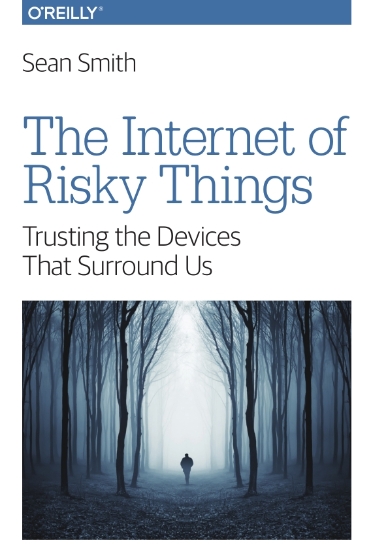 O'REILLY®
Sean Smith
The Internet of
Risky Things
Trusting the Devices
That Surround Us